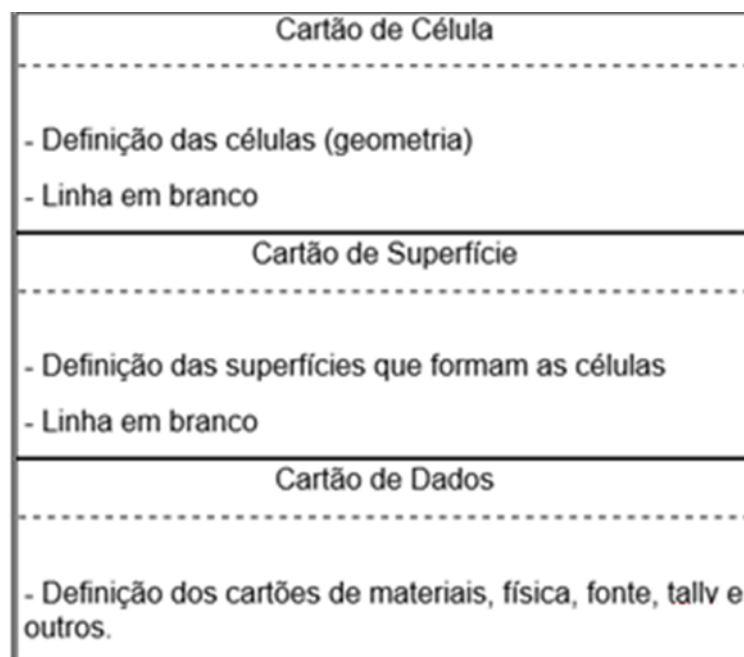 Cartão de Célula
- Definição das células (geometria)
- Linha em branco
Cartão de Superfície
- Definição das superfícies que formam as células
- Linha em branco
Cartão de Dados
- Definição dos cartões de materiais, física, fonte, tally e
outros.